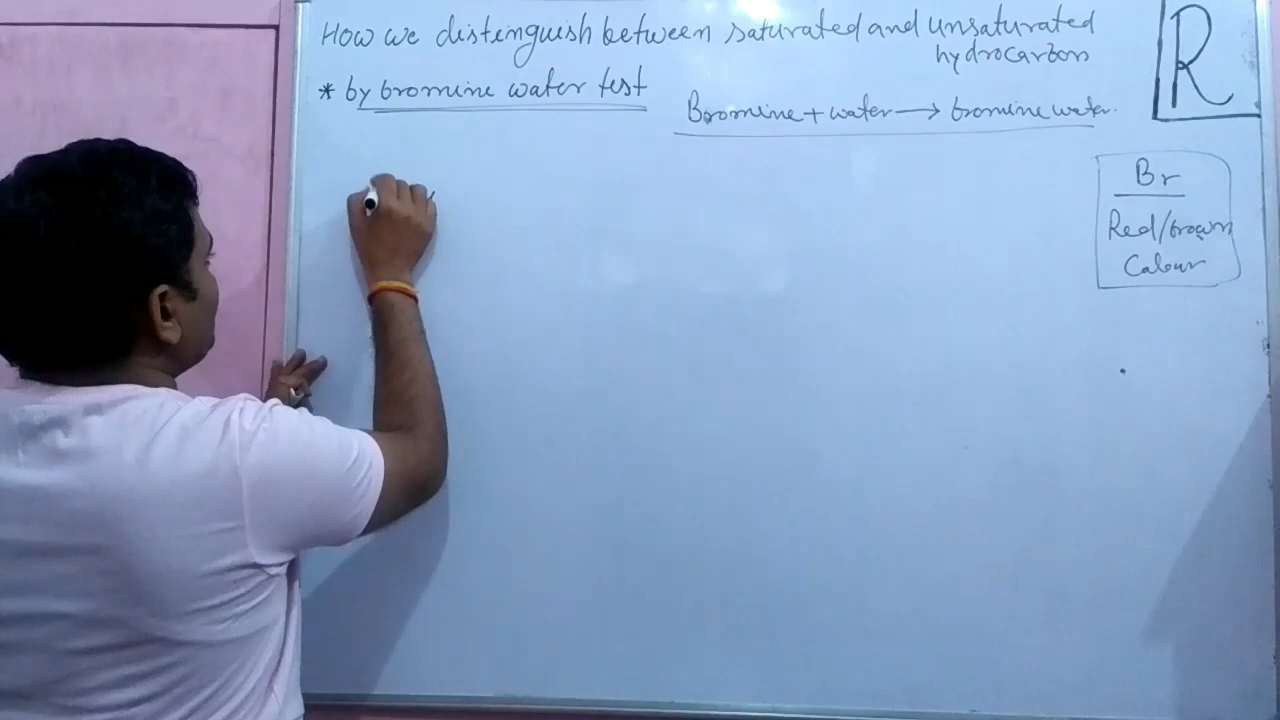 How we distinguish between saturated and unsaturated
hydrocarbon
* by bromine water test
Bromine + water → bromine water.
R
Br
Red/brown
Calour